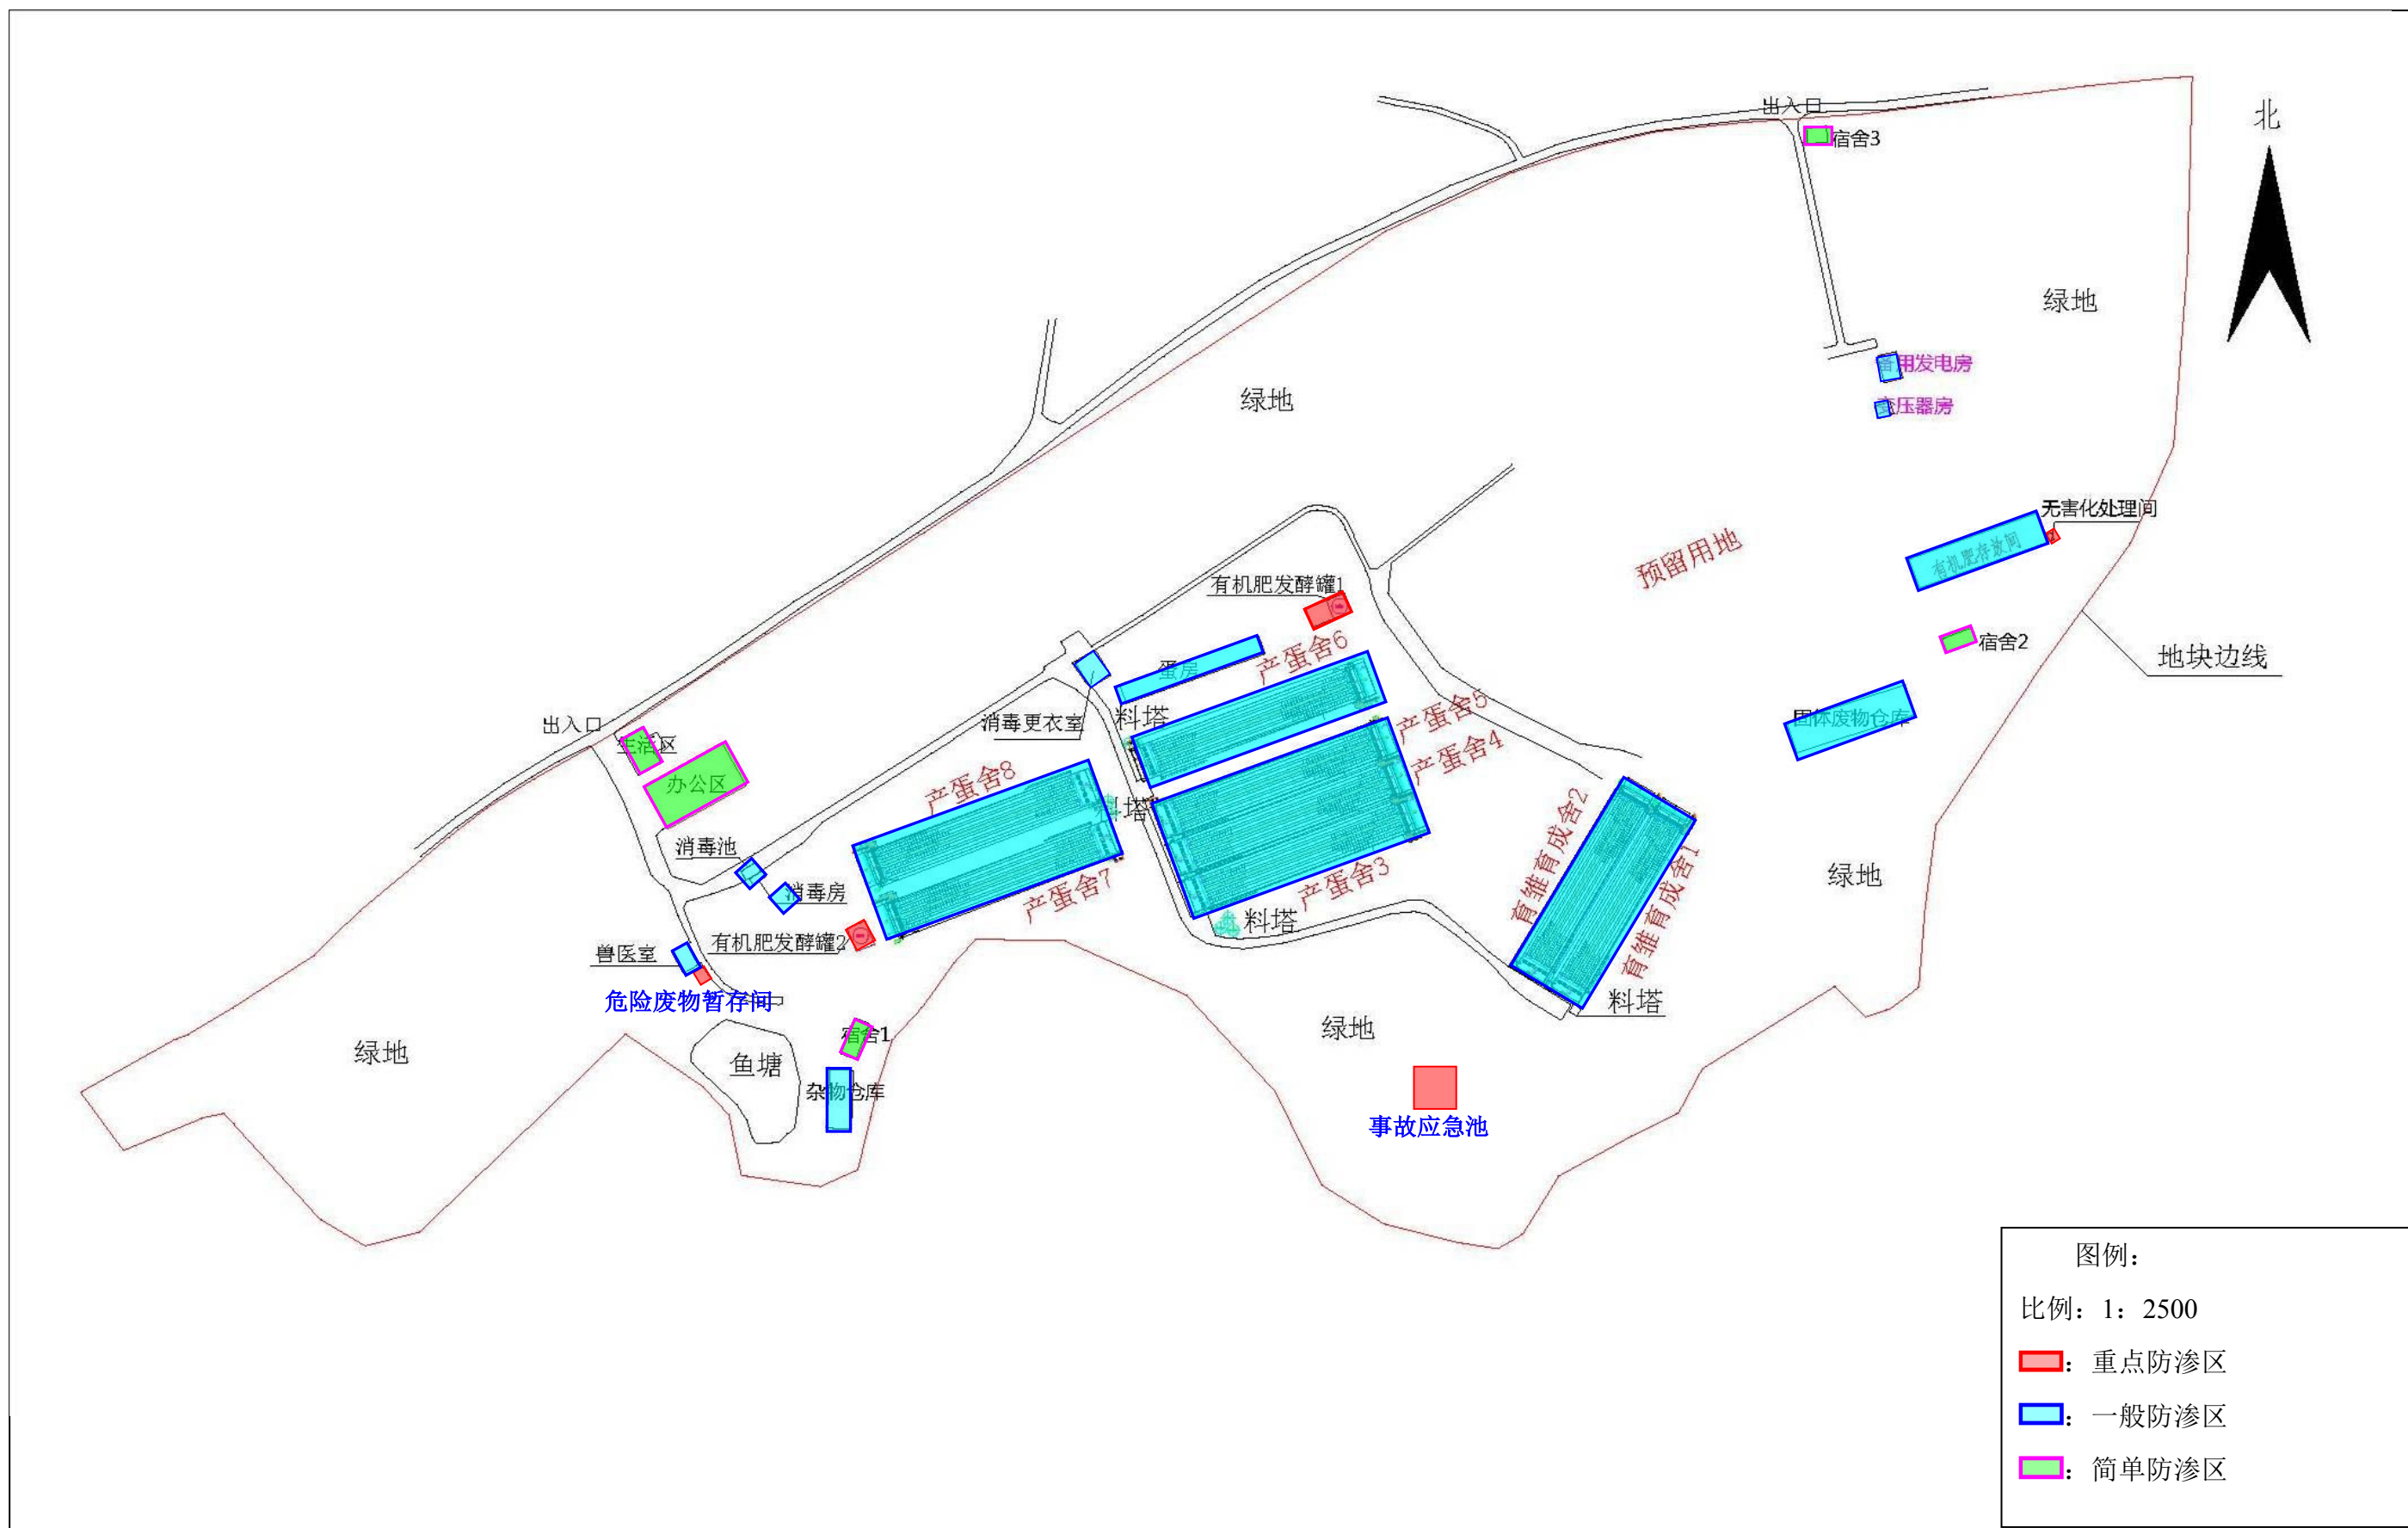 出入口
宿舍3
北
绿地
备用发电房
变压器房
绿地
无害化处理间
有机肥存放间
预留用地
有机肥发酵罐1
宿舍2
地块边线
产蛋舍6
蛋房
消毒更衣室
料塔
产蛋舍5
产蛋舍4
固体废物仓库
出入口
生活区
办公区
产蛋舍8
料塔
消毒池
消毒房
产蛋舍7
产蛋舍3
料塔
育雏育成舍2
育雏育成舍1
绿地
有机肥发酵罐2
兽医室
危险废物暂存间
料塔
绿地
宿舍1
绿地
鱼塘
杂物仓库
事故应急池
图例：
比例：1：2500
：重点防渗区
：一般防渗区
：简单防渗区